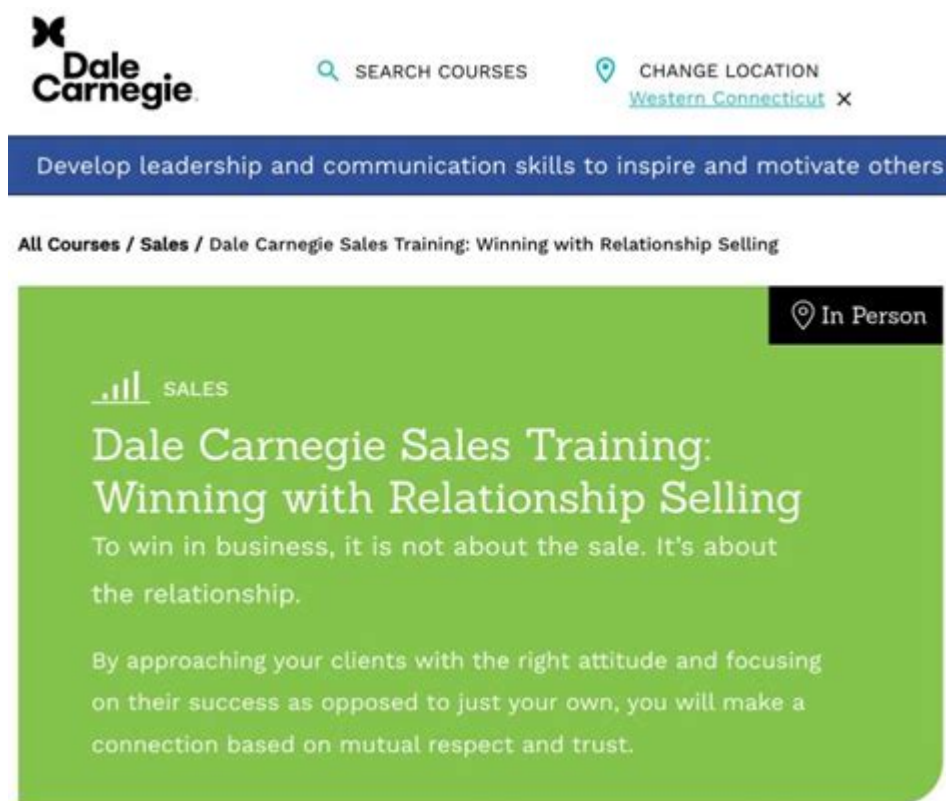 Dale
Carnegie.
SEARCH COURSES
CHANGE LOCATION
Western Connecticut ×
Develop leadership and communication skills to inspire and motivate others
All Courses / Sales / Dale Carnegie Sales Training: Winning with Relationship Selling
In Person
SALES
Dale Carnegie Sales Training:
Winning with Relationship Selling
To win in business, it is not about the sale. It's about
the relationship.
By approaching your clients with the right attitude and focusing
on their success as opposed to just your own, you will make a
connection based on mutual respect and trust.